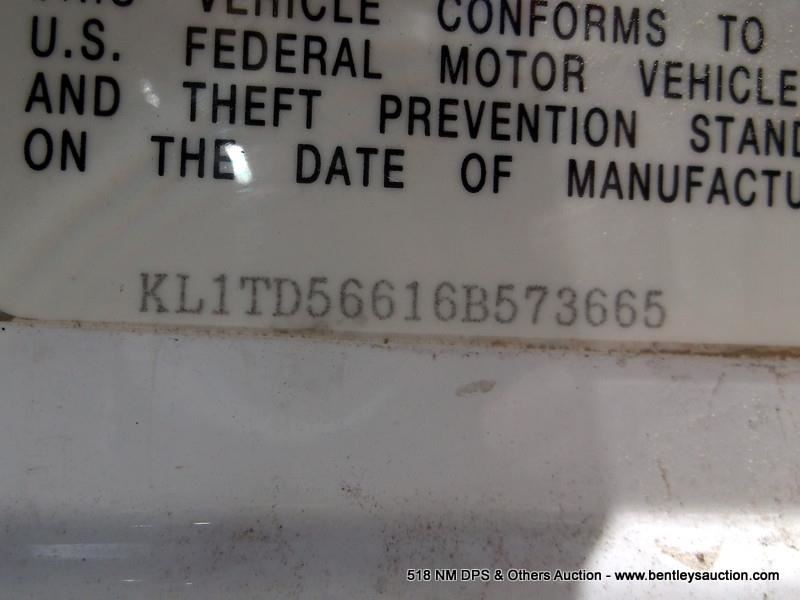 VEHICLE CONFORMS TO
U.S. FEDERAL MOTOR VEHICLE
AND THEFT PREVENTION STAND
ON THE DATE OF MANUFACTU
KL1TD56616B573665
518 NM DPS & Others Auction - www.bentleysauction.com